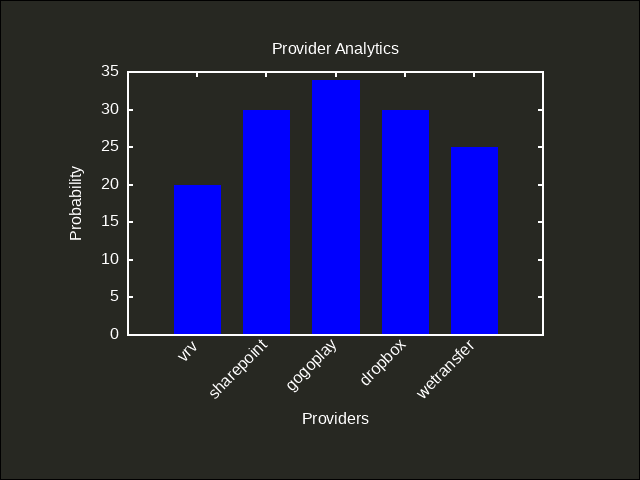 Provider Analytics
35
30
25
20
15
10
5
0
Probability
vrv
sharepoint
gogoplay
dropbox
wetransfer
Providers